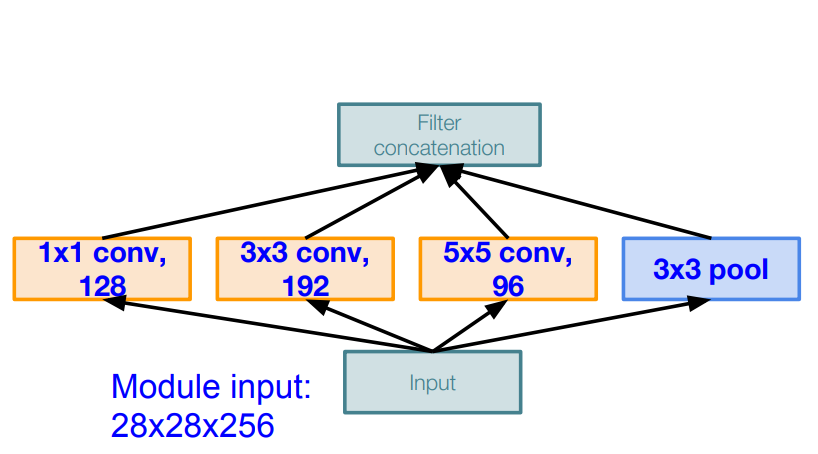 Filter
concatenation
1x1 conv,
128
3x3 conv,
192
5x5 conv,
96
3x3 pool
Input
Module input:
28x28x256